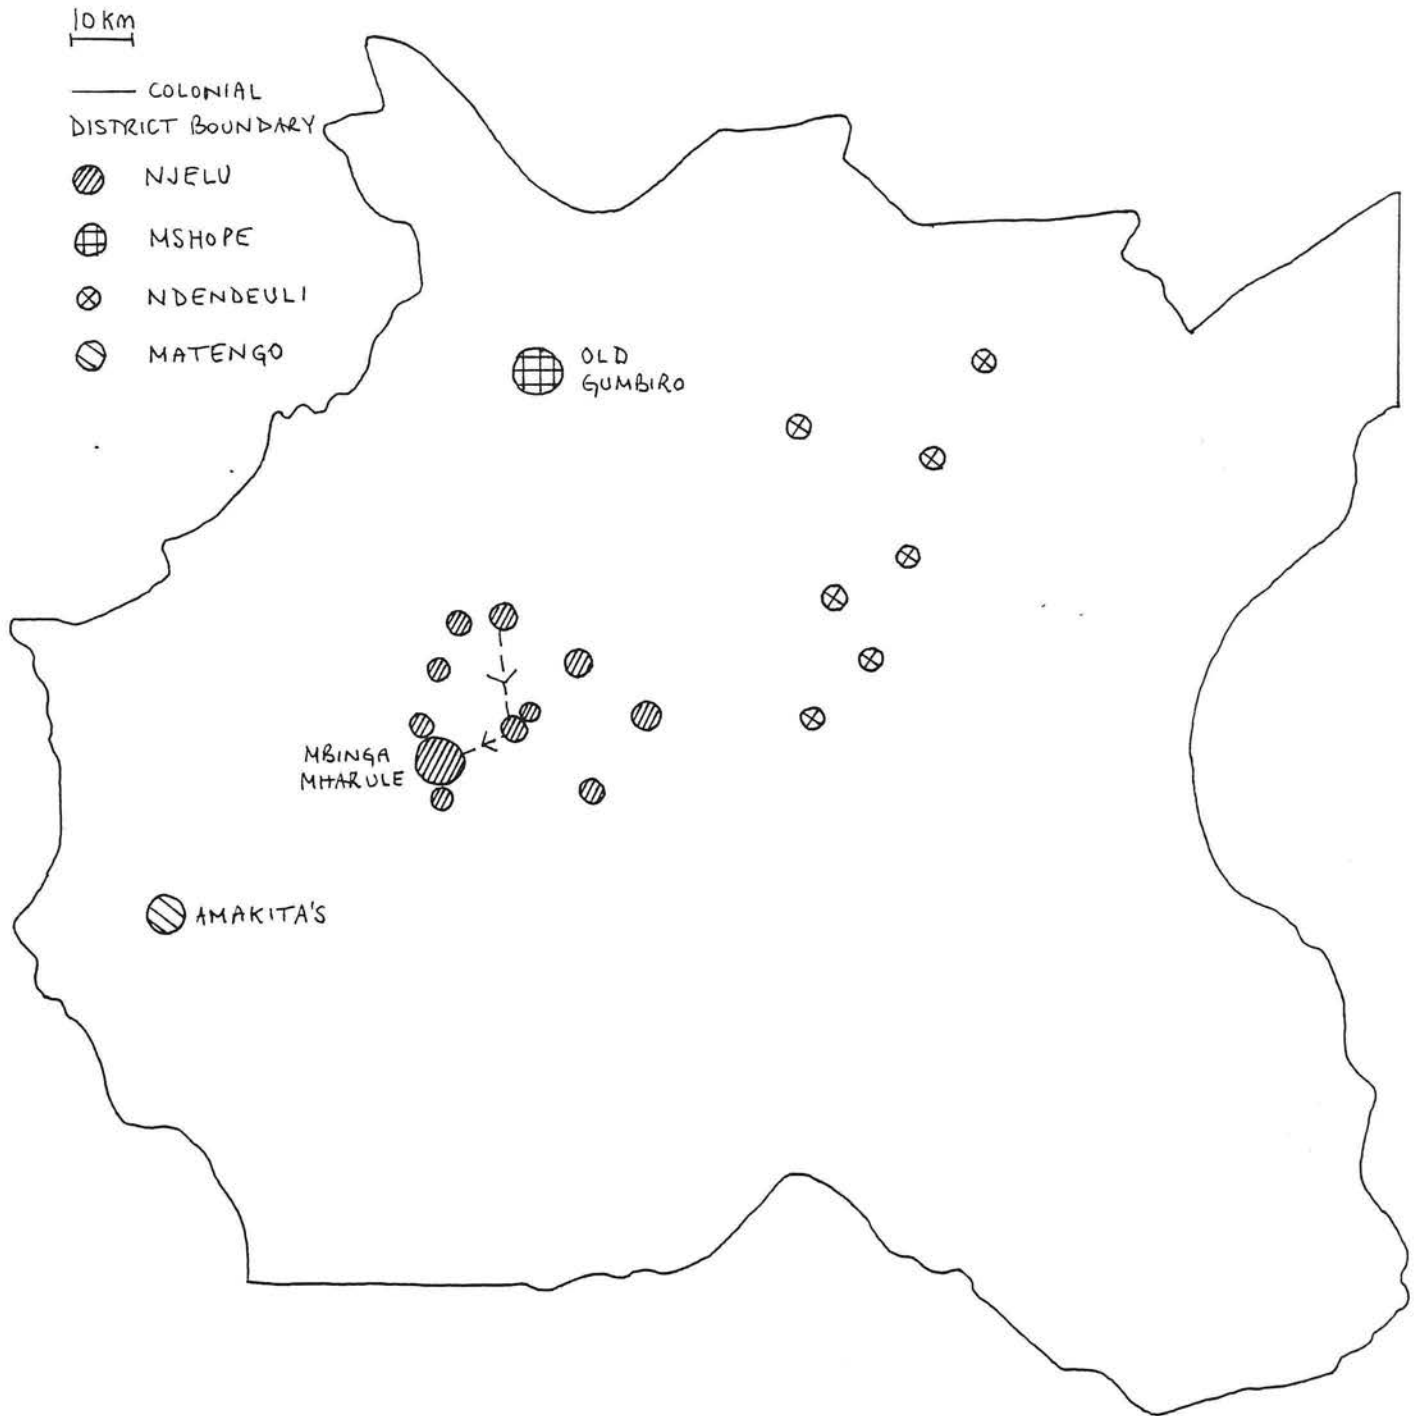 10 KM
COLONIAL
DISTRICT BOUNDARY
NJELU
MSHOPE
NDENDEULI
MATENGO
OLD
GUMBIRO
MBINGA
MHARULE
AMAKITA'S